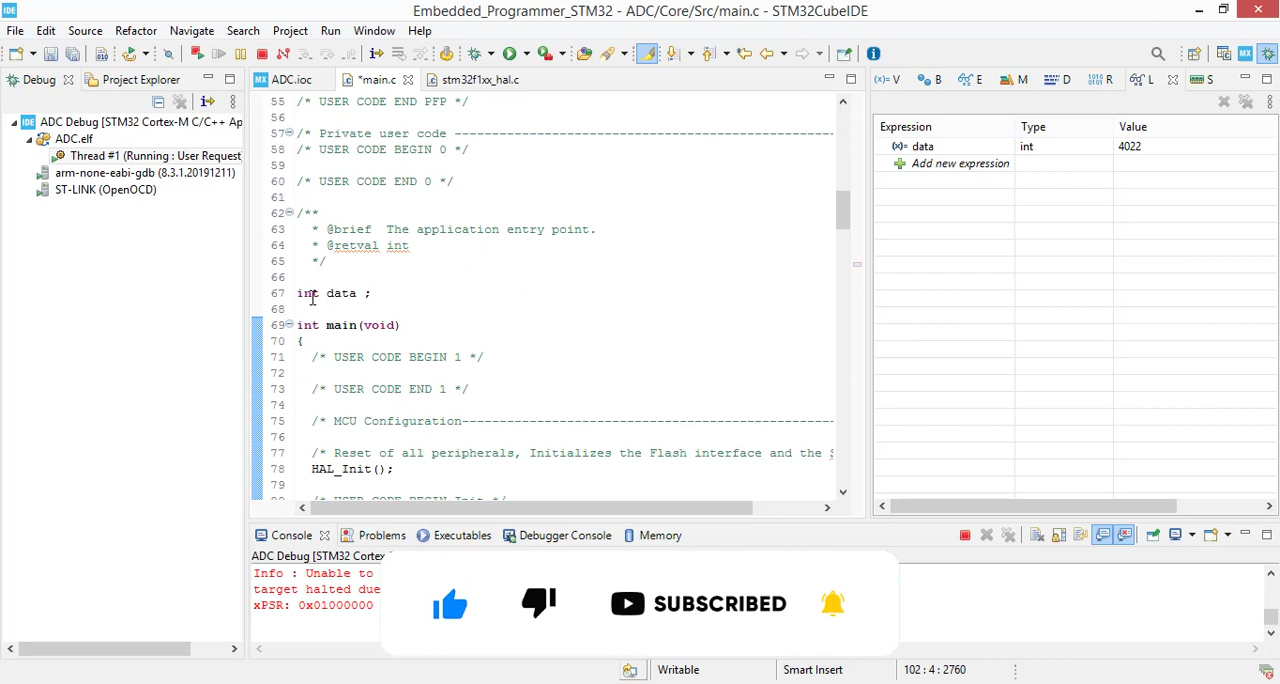 IDE
Embedded_Programmer_STM32 - ADC/Core/Src/main.c - STM32CubeIDE
File Edit Source Refactor Navigate Search Project Run Window Help
Debug Project Explorer
ADC.ioc *main.c stm32f1xx_hal.c
(x)= V B E M D R L S
IDE ADC Debug [STM32 Cortex-M C/C++ Ap
ADC.elf
Thread #1 (Running : User Request
arm-none-eabi-gdb (8.3.1.20191211)
ST-LINK (OpenOCD)
55 /* USER CODE END PFP */
56
57 /* Private user code ---------------------------------------------------
58 /* USER CODE BEGIN 0 */
59
60 /* USER CODE END 0 */
61
62 /**
63 * @brief The application entry point.
64 * @retval int
65 */
66
67 int data ;
68
69 int main(void)
70 {
71 /* USER CODE BEGIN 1 */
72
73 /* USER CODE END 1 */
74
75 /* MCU Configuration--------------------------------------------------
76
77 /* Reset of all peripherals, Initializes the Flash interface and the S
78 HAL_Init();
79
80 /* USER CODE BEGIN Init */
Expression Type Value
(x)= data int 4022
Add new expression
Console Problems Executables Debugger Console Memory
ADC Debug [STM32 Cortex
Info : Unable to
target halted due
xPSR: 0x01000000
SUBSCRIBED
Writable Smart Insert 102 : 4 : 2760